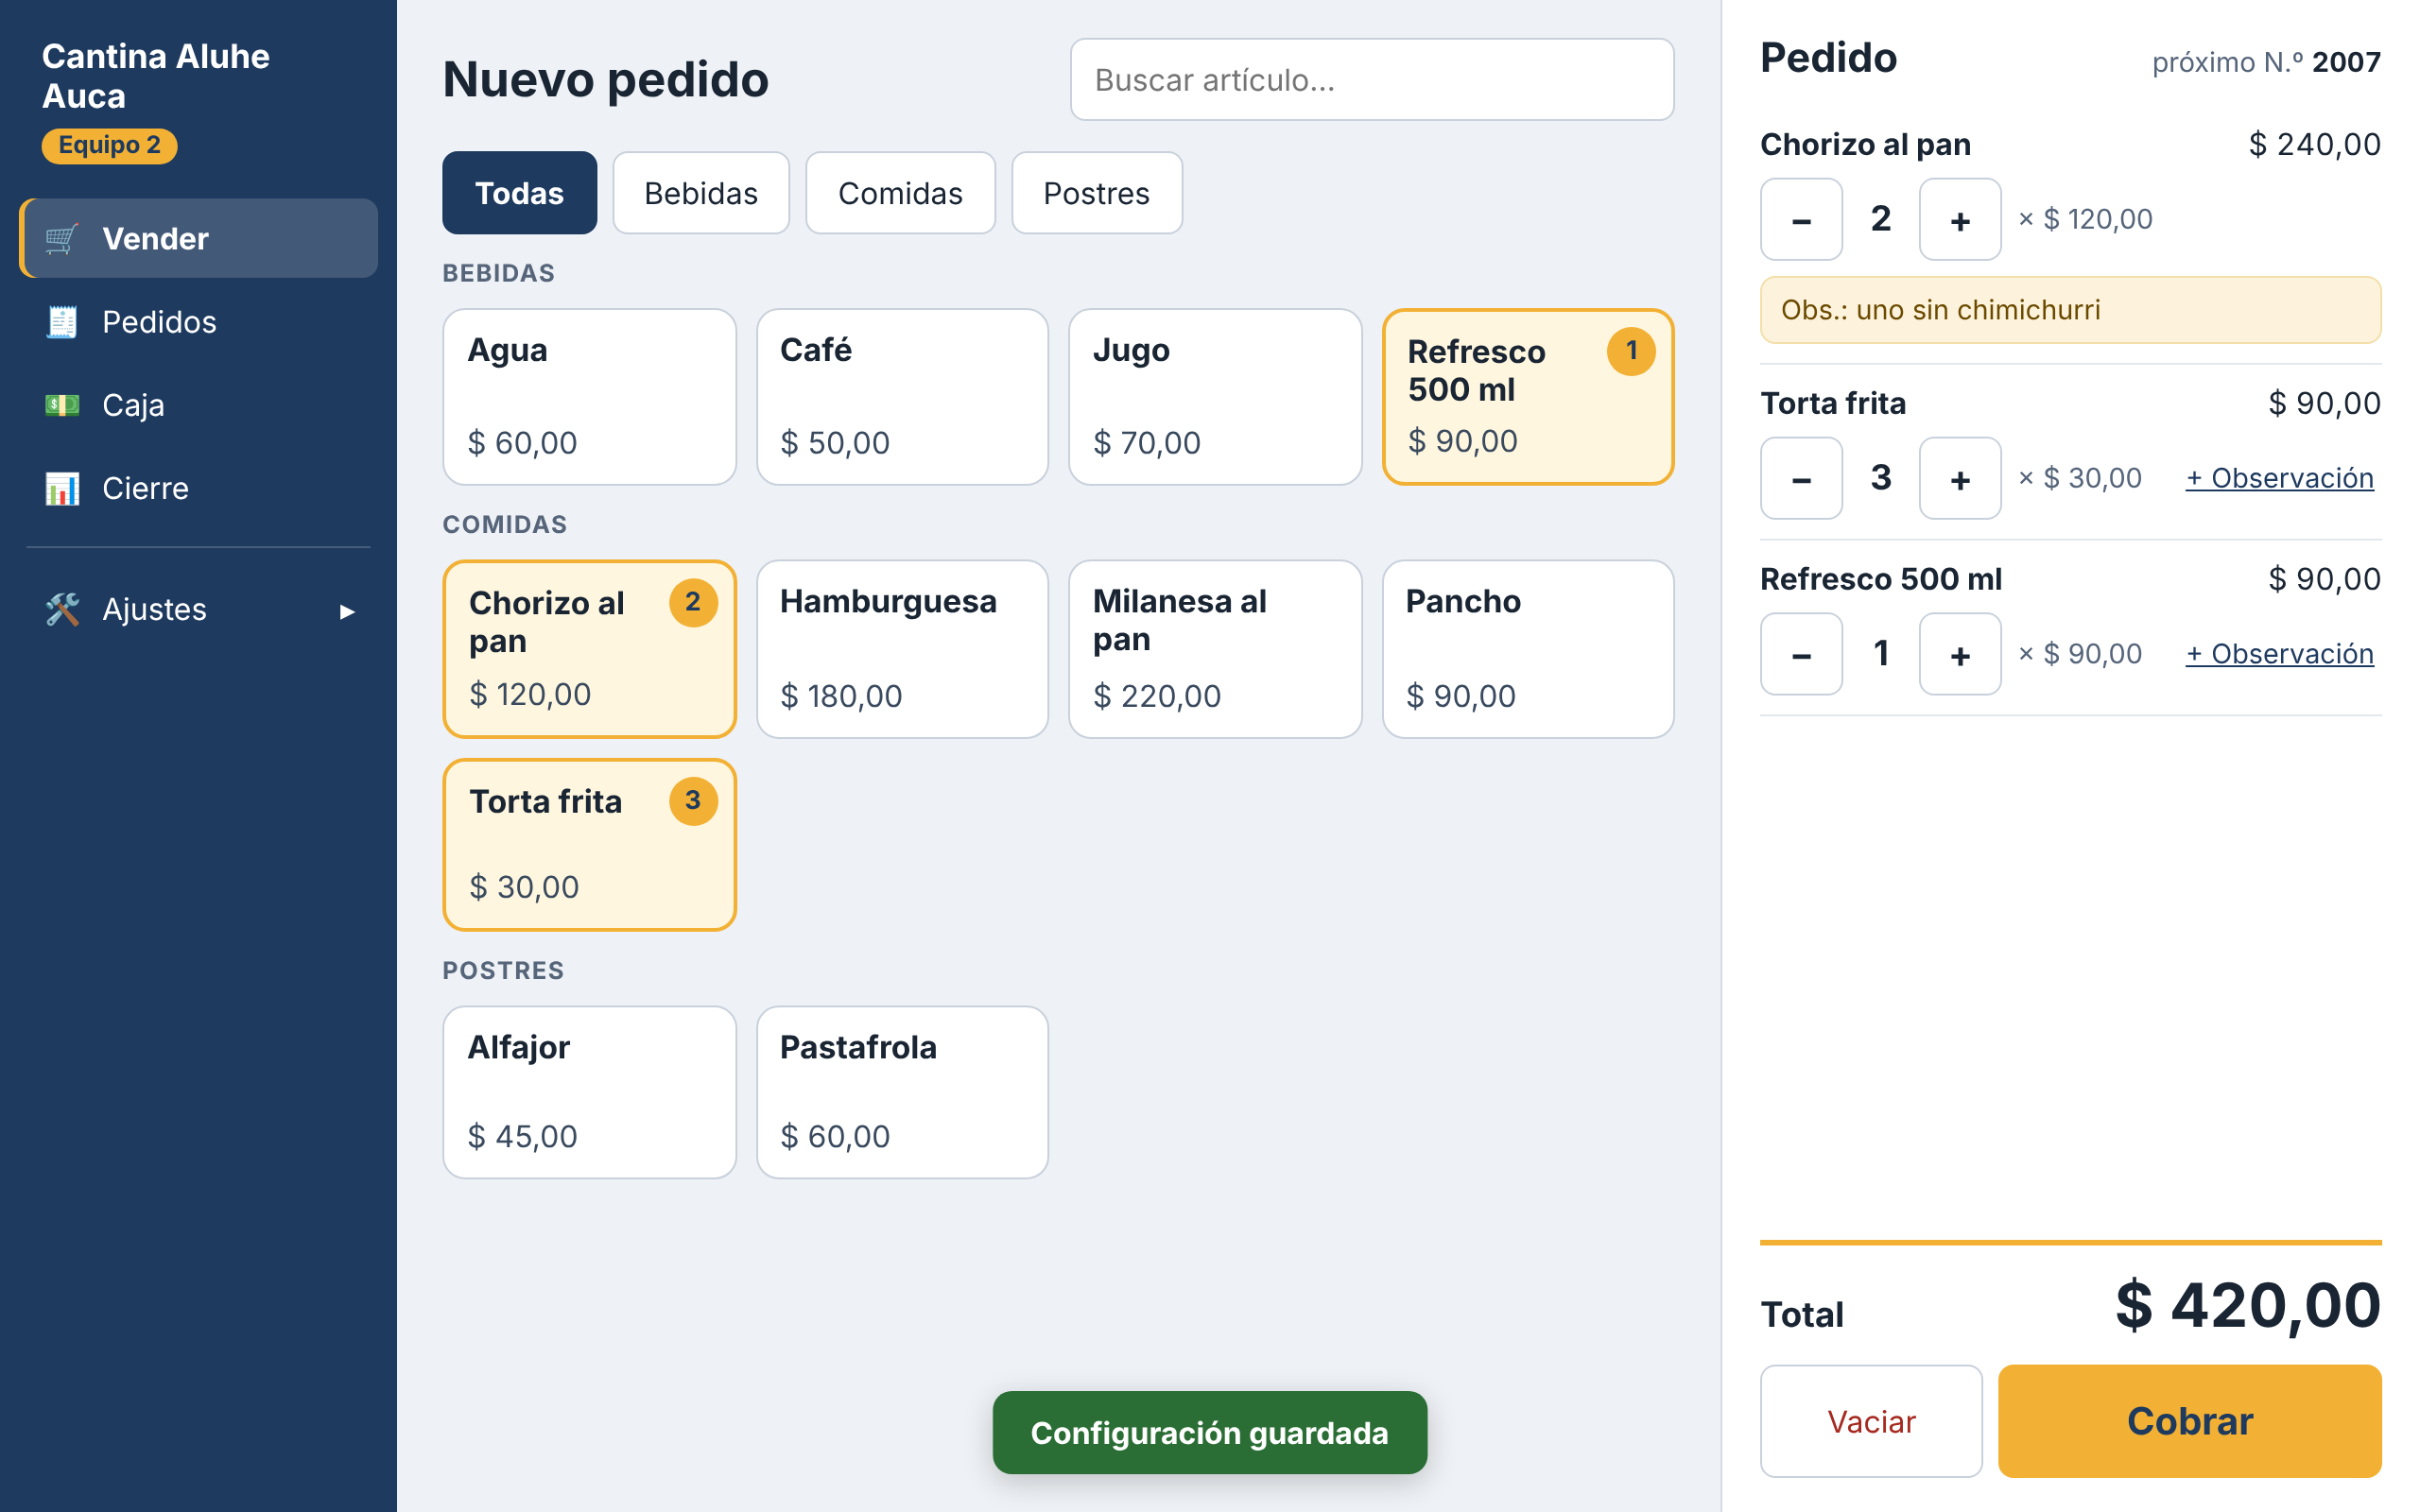 Cantina Aluhe
Auca
Equipo 2
Vender
Pedidos
Caja
Cierre
Ajustes
Nuevo pedido
Buscar artículo...
Todas
Bebidas
Comidas
Postres
BEBIDAS
Agua
$ 60,00
Café
$ 50,00
Jugo
$ 70,00
Refresco
500 ml
1
$ 90,00
COMIDAS
Chorizo al
pan
2
$ 120,00
Hamburguesa
$ 180,00
Milanesa al
pan
$ 220,00
Pancho
$ 90,00
Torta frita
3
$ 30,00
POSTRES
Alfajor
$ 45,00
Pastafrola
$ 60,00
Configuración guardada
Pedido
próximo N.º 2007
Chorizo al pan $ 240,00
− 2 + × $ 120,00
Obs.: uno sin chimichurri
Torta frita $ 90,00
− 3 + × $ 30,00 + Observación
Refresco 500 ml $ 90,00
− 1 + × $ 90,00 + Observación
Total $ 420,00
Vaciar
Cobrar